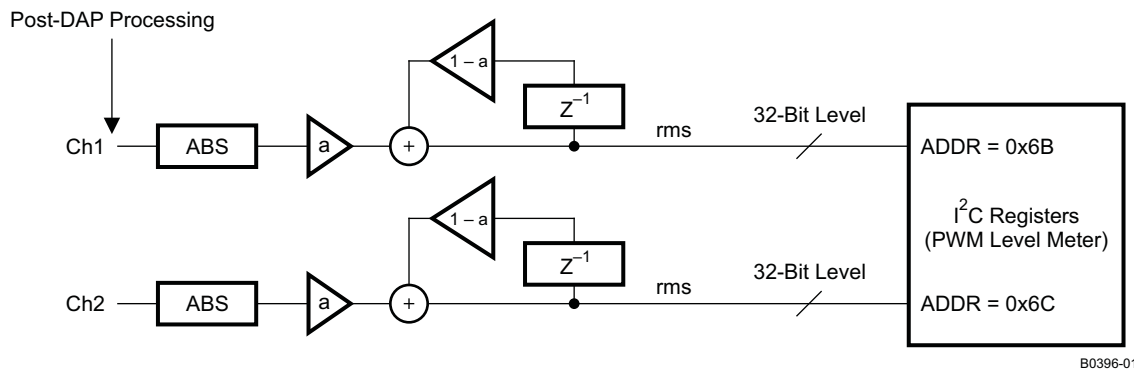 Post-DAP Processing
1 – a
Z⁻¹
rms
32-Bit Level
Ch1
ABS
a
+
ADDR = 0x6B
I²C Registers
(PWM Level Meter)
1 – a
Z⁻¹
rms
32-Bit Level
Ch2
ABS
a
+
ADDR = 0x6C
B0396-01